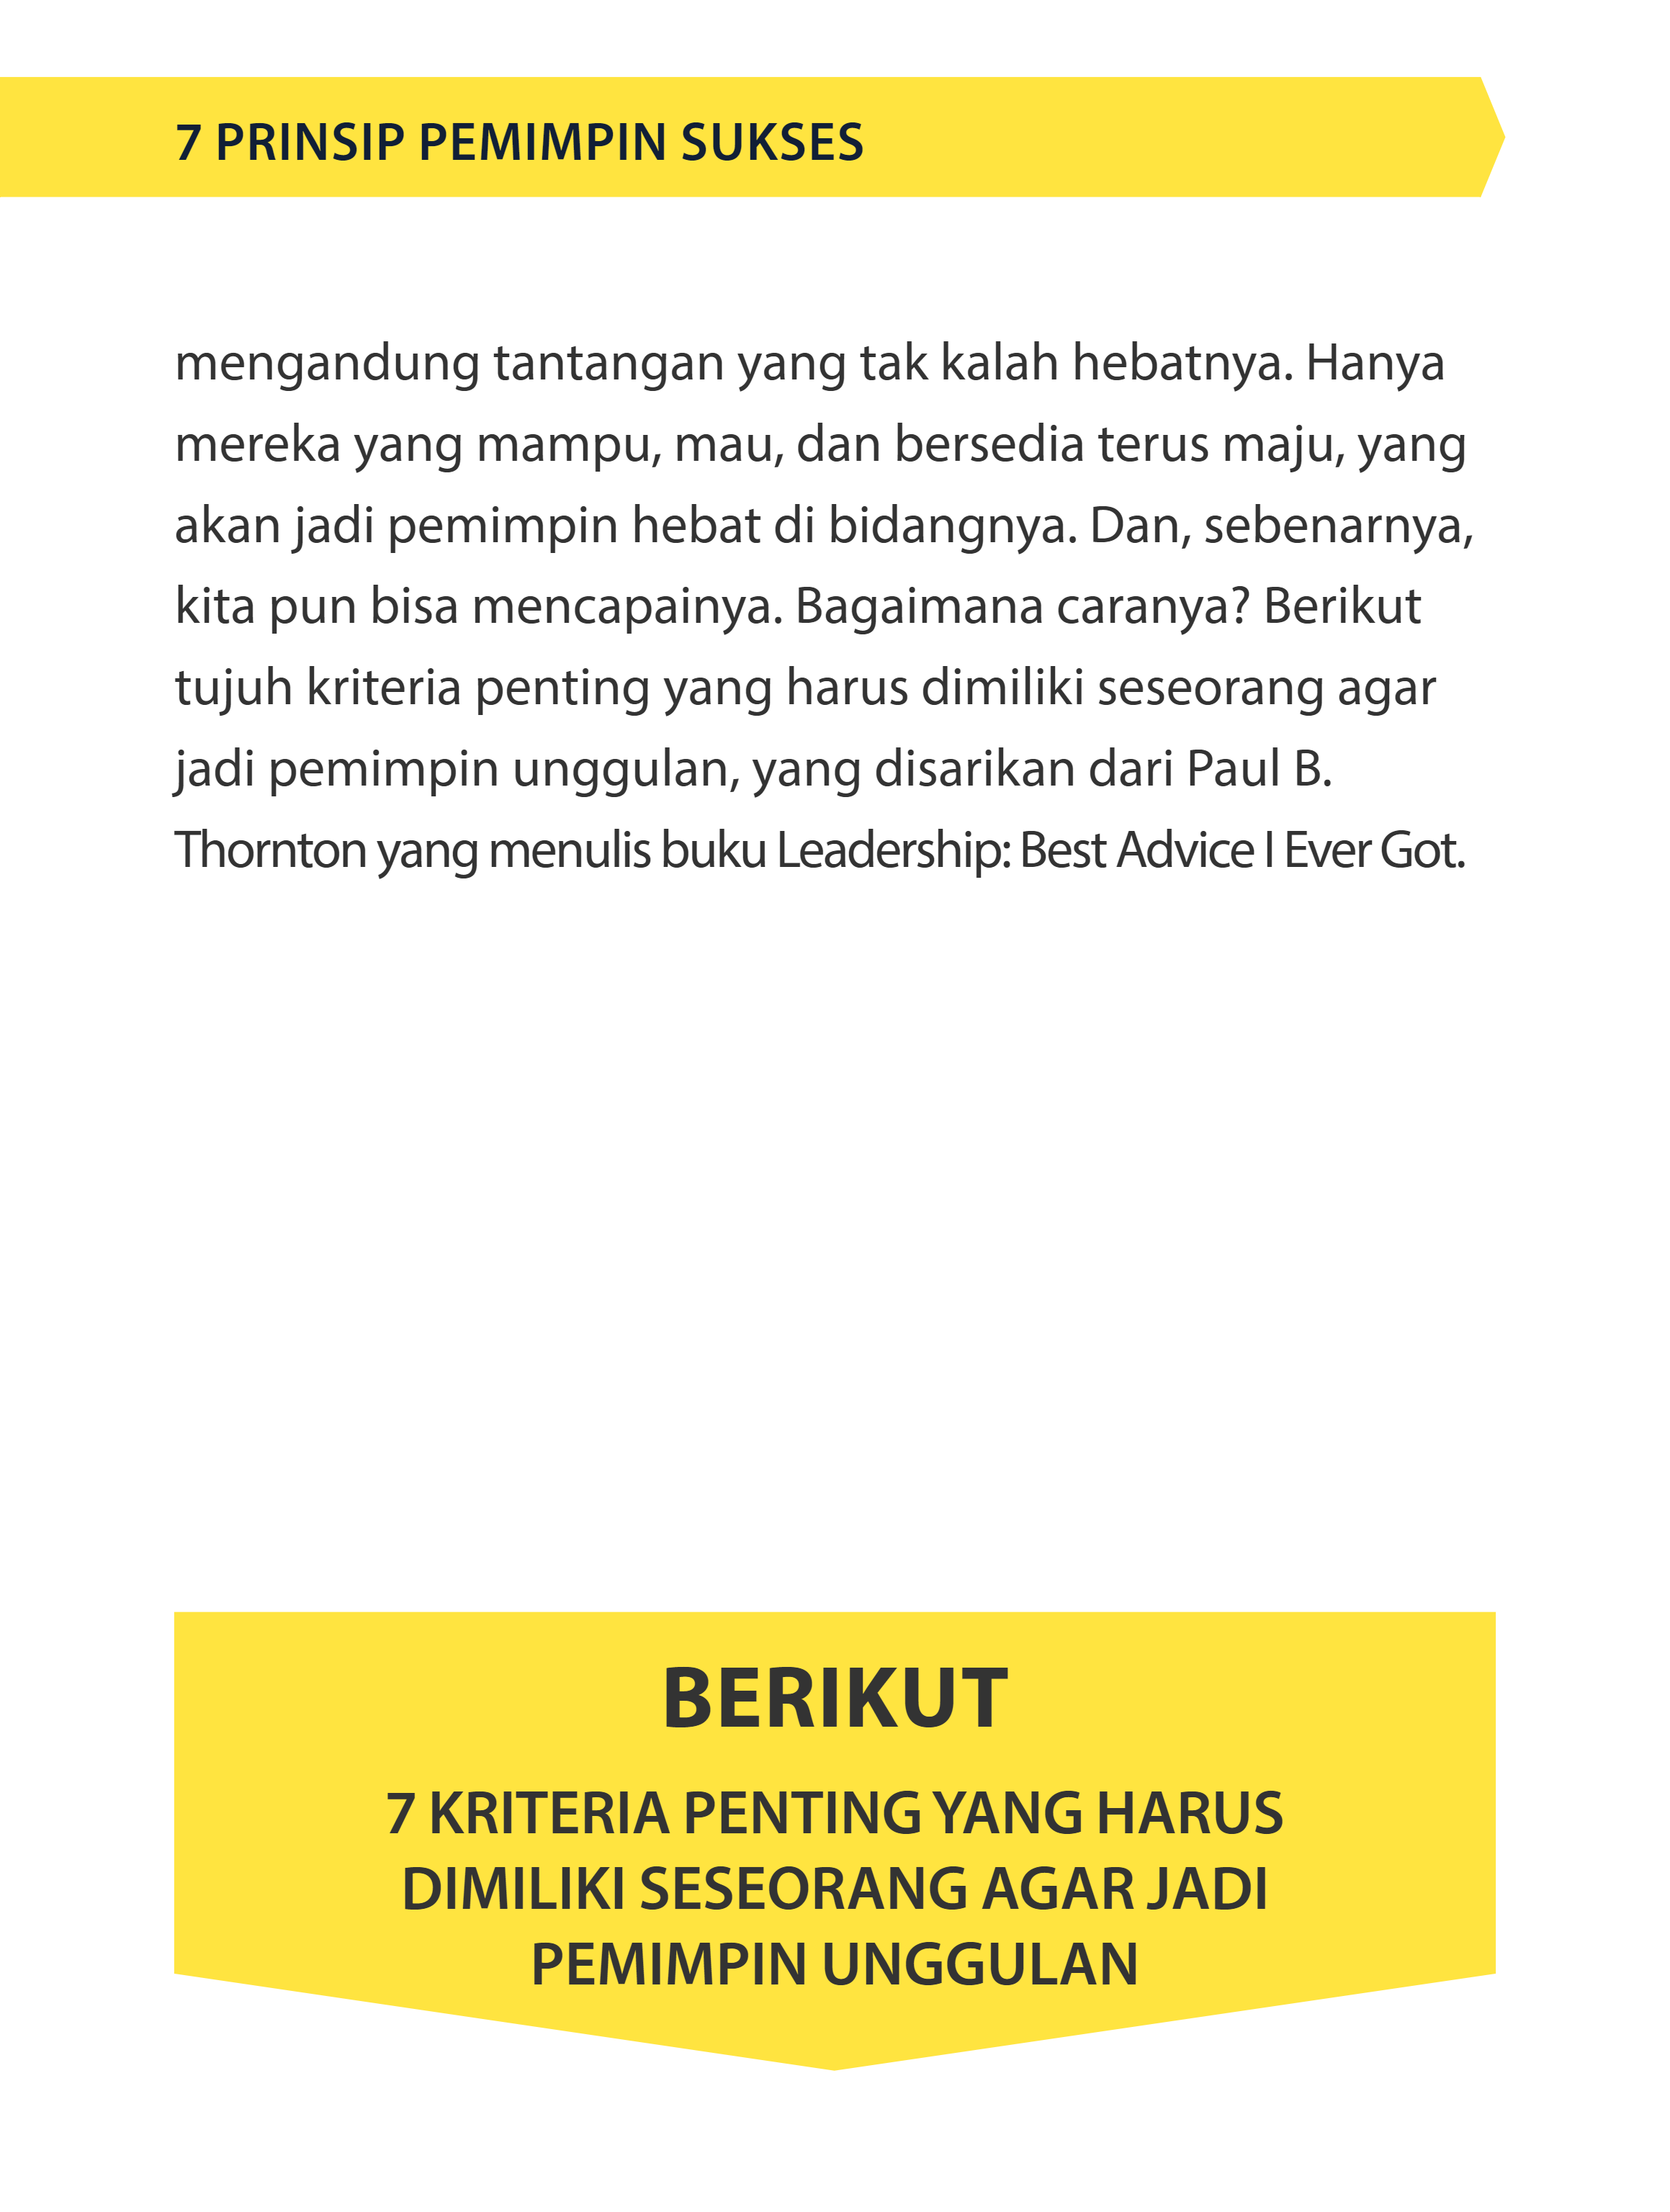 7 PRINSIP PEMIMPIN SUKSES
mengandung tantangan yang tak kalah hebatnya. Hanya
mereka yang mampu, mau, dan bersedia terus maju, yang
akan jadi pemimpin hebat di bidangnya. Dan, sebenarnya,
kita pun bisa mencapainya. Bagaimana caranya? Berikut
tujuh kriteria penting yang harus dimiliki seseorang agar
jadi pemimpin unggulan, yang disarikan dari Paul B.
Thornton yang menulis buku Leadership: Best Advice I Ever Got.
BERIKUT
7 KRITERIA PENTING YANG HARUS
DIMILIKI SESEORANG AGAR JADI
PEMIMPIN UNGGULAN